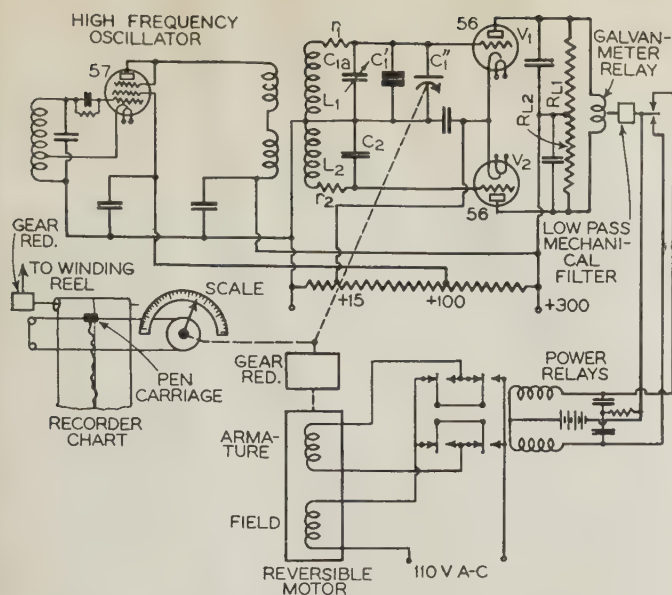 HIGH FREQUENCY
OSCILLATOR
57
r1
C1a
C1'
C1"
L1
56
V1
RL2
RL1
GALVAN-
METER
RELAY
L2
C2
r2
V2
56
LOW PASS
MECHANI-
CAL
FILTER
GEAR
RED.
TO WINDING
REEL
SCALE
+15
+100
+300
PEN
CARRIAGE
RECORDER
CHART
GEAR
RED.
POWER
RELAYS
ARMA-
TURE
FIELD
110 V A-C
REVERSIBLE
MOTOR